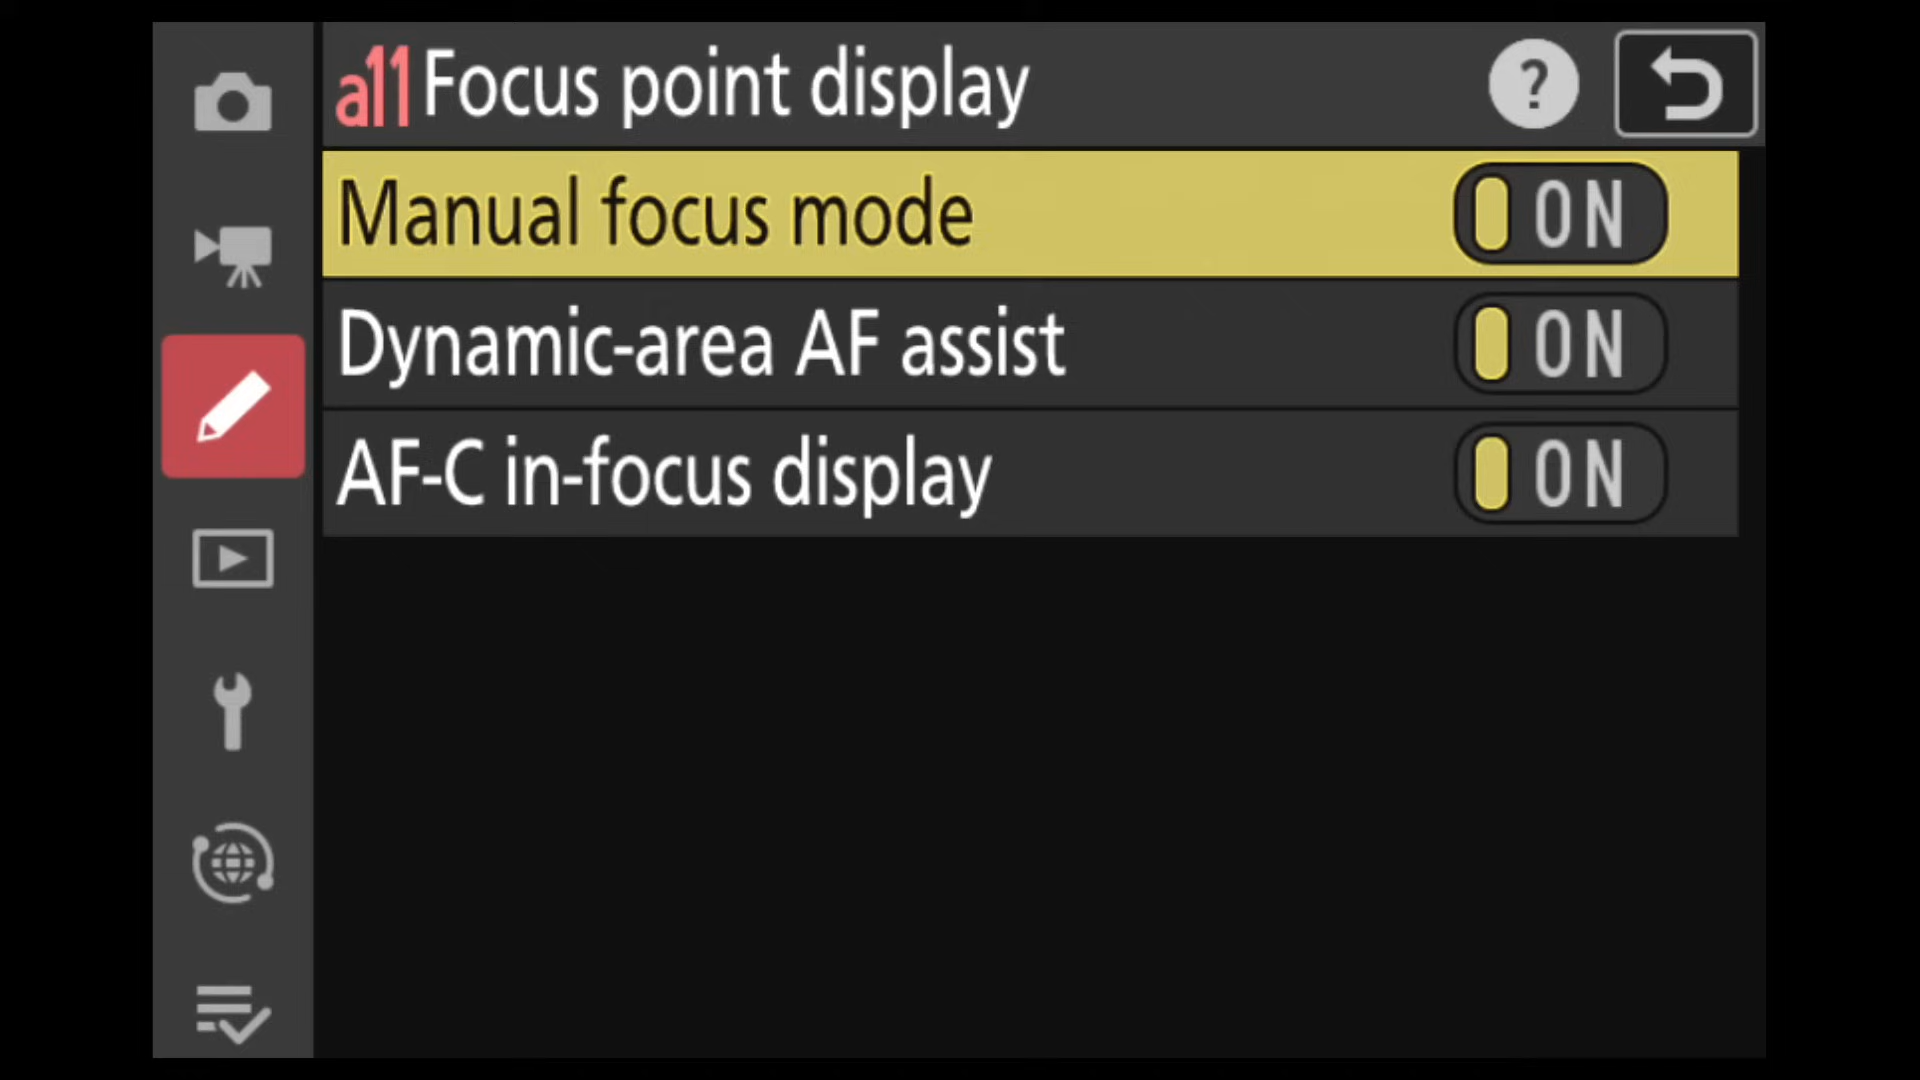 a11 Focus point display ?
Manual focus mode ON
Dynamic-area AF assist ON
AF-C in-focus display ON